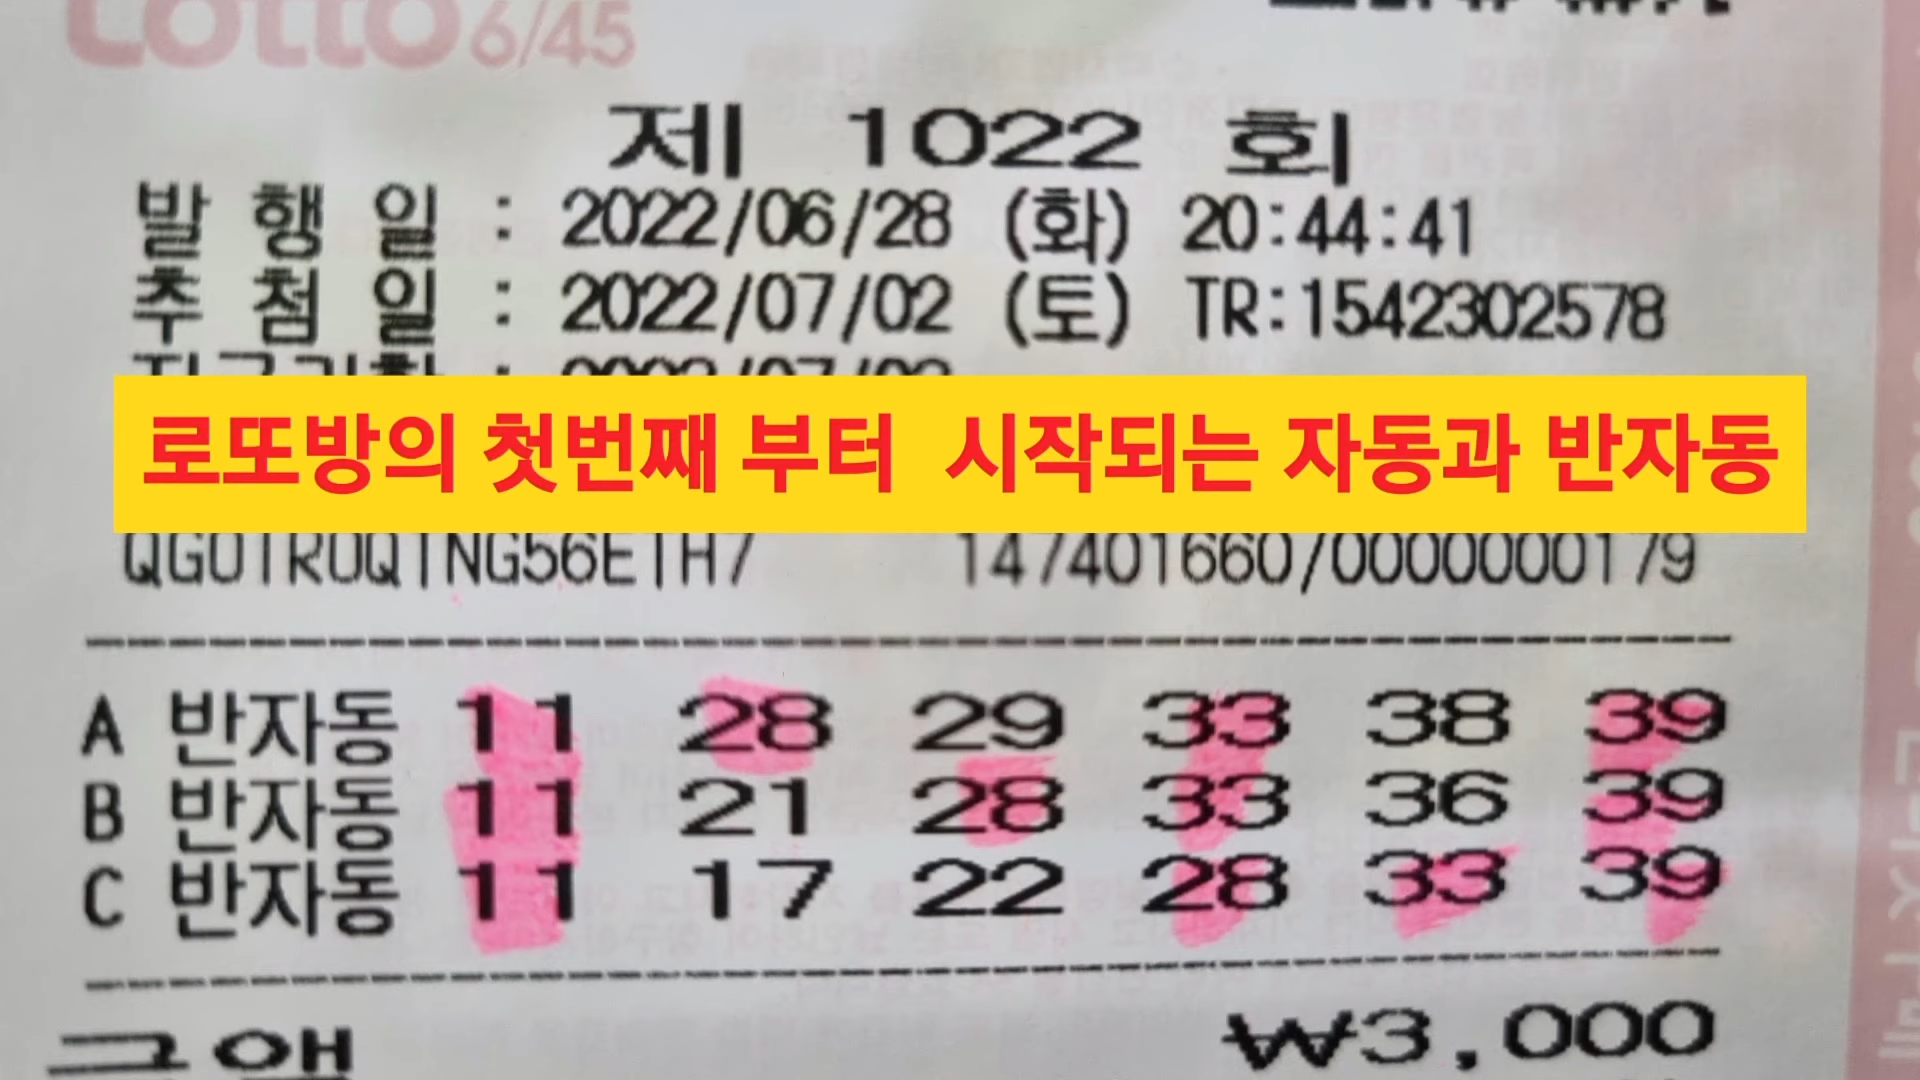 Lotto 6/45
제 1022 회
발 행 일 : 2022/06/28 (화) 20:44:41
추 첨 일 : 2022/07/02 (토) TR:1542302578
로또방의 첫번째 부터 시작되는 자동과 반자동
147401660/0000000179
A 반자동 11 28 29 33 38 39
B 반자동 11 21 28 33 36 39
C 반자동 11 17 22 28 33 39
금액 ₩3,000